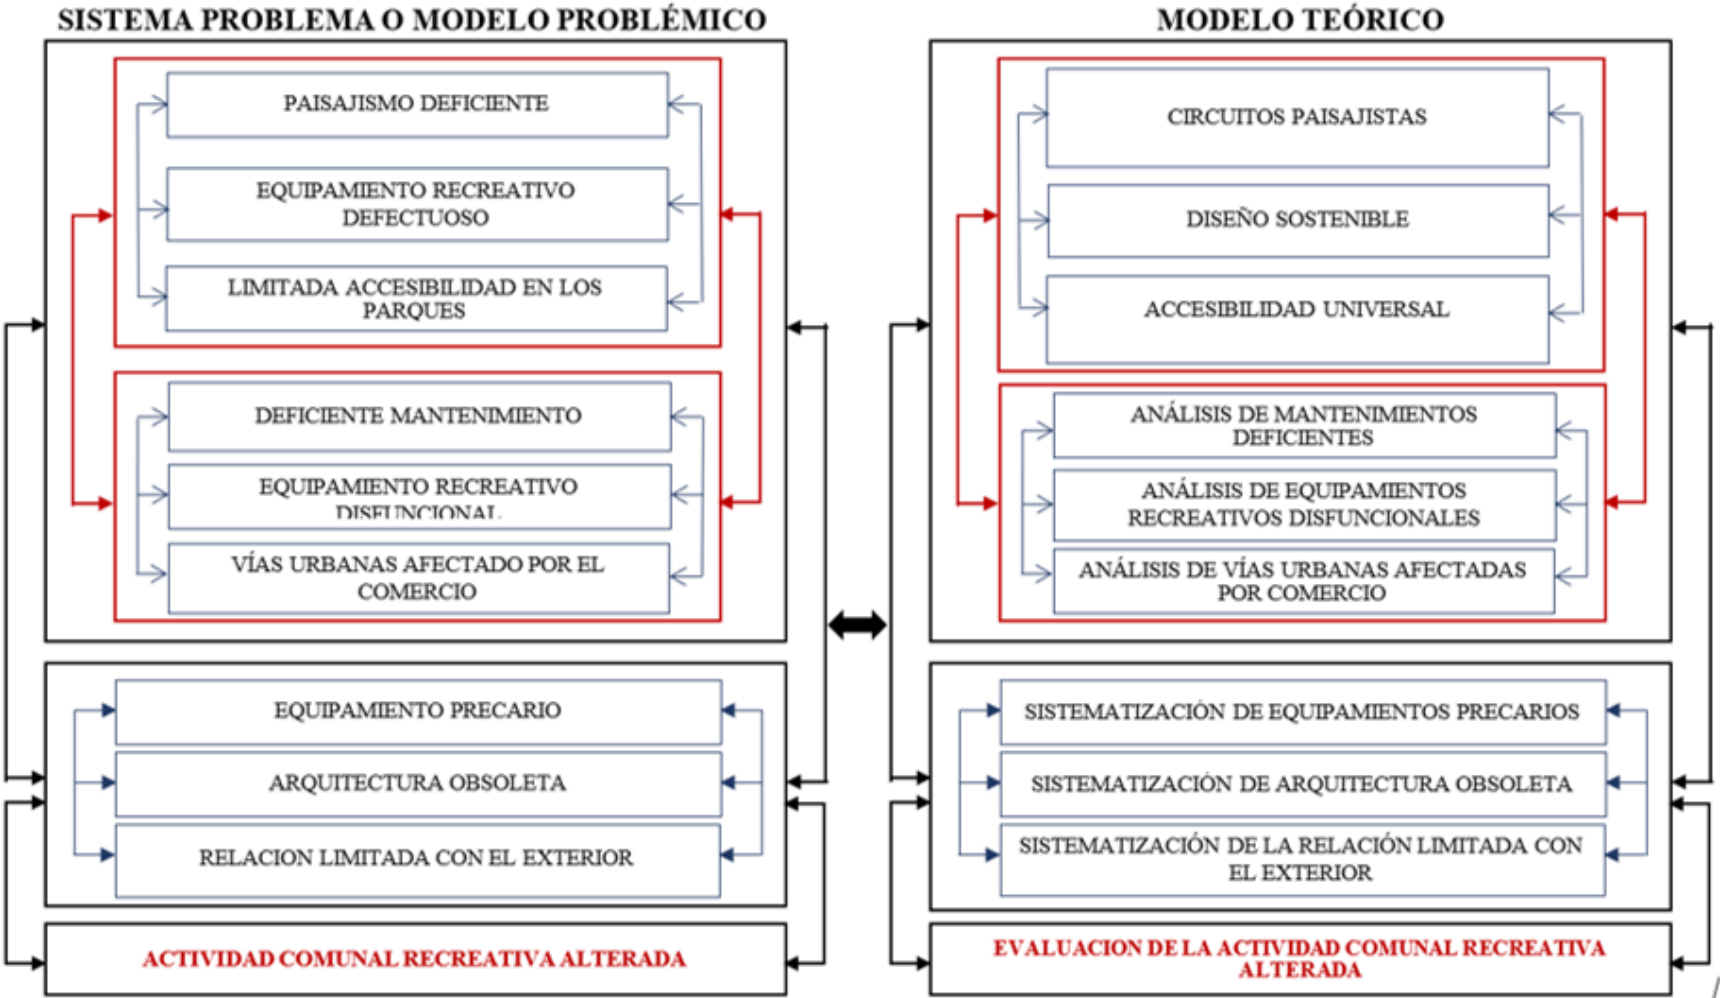 SISTEMA PROBLEMA O MODELO PROBLÉMICO
PAISAJISMO DEFICIENTE
EQUIPAMIENTO RECREATIVO
DEFECTUOSO
LIMITADA ACCESIBILIDAD EN LOS
PARQUES
DEFICIENTE MANTENIMIENTO
EQUIPAMIENTO RECREATIVO
DISFUNCIONAL
VÍAS URBANAS AFECTADO POR EL
COMERCIO
EQUIPAMIENTO PRECARIO
ARQUITECTURA OBSOLETA
RELACION LIMITADA CON EL EXTERIOR
ACTIVIDAD COMUNAL RECREATIVA ALTERADA
MODELO TEÓRICO
CIRCUITOS PAISAJISTAS
DISEÑO SOSTENIBLE
ACCESIBILIDAD UNIVERSAL
ANÁLISIS DE MANTENIMIENTOS
DEFICIENTES
ANÁLISIS DE EQUIPAMIENTOS
RECREATIVOS DISFUNCIONALES
ANÁLISIS DE VÍAS URBANAS AFECTADAS
POR COMERCIO
SISTEMATIZACIÓN DE EQUIPAMIENTOS PRECARIOS
SISTEMATIZACIÓN DE ARQUITECTURA OBSOLETA
SISTEMATIZACIÓN DE LA RELACIÓN LIMITADA CON
EL EXTERIOR
EVALUACION DE LA ACTIVIDAD COMUNAL RECREATIVA
ALTERADA